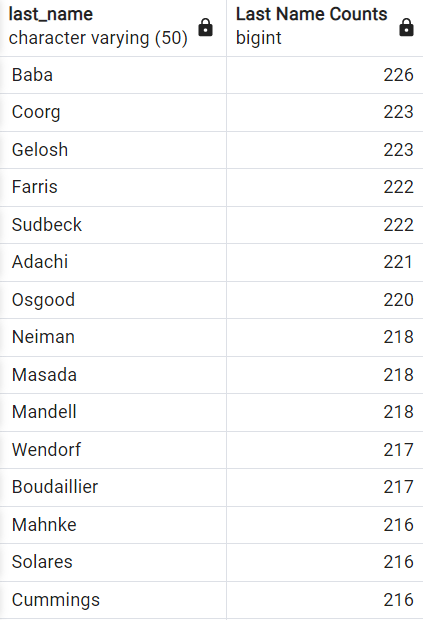 last_name Last Name Counts
character varying (50) bigint
Baba 226
Coorg 223
Gelosh 223
Farris 222
Sudbeck 222
Adachi 221
Osgood 220
Neiman 218
Masada 218
Mandell 218
Wendorf 217
Boudaillier 217
Mahnke 216
Solares 216
Cummings 216